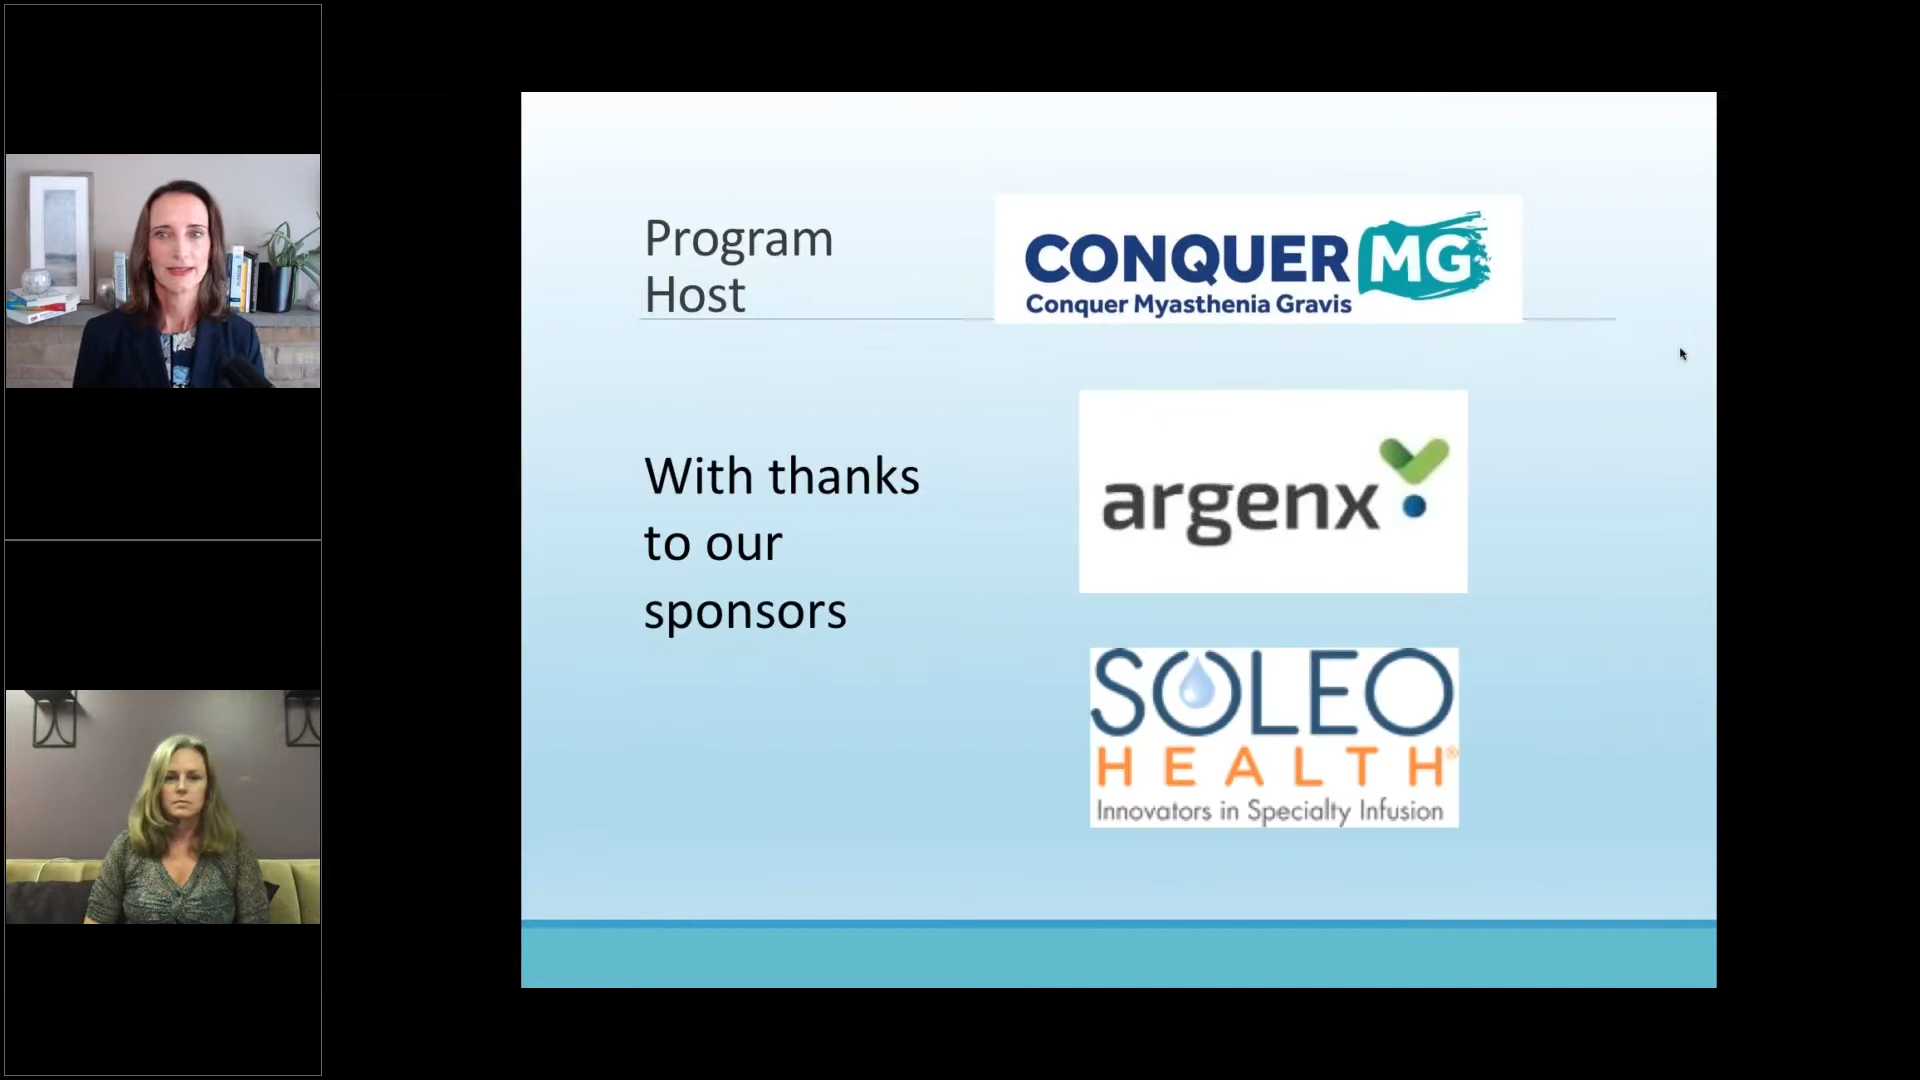 Program
Host
CONQUER MG
Conquer Myasthenia Gravis
With thanks
to our
sponsors
argenx
SOLEO
HEALTH®
Innovators in Specialty Infusion